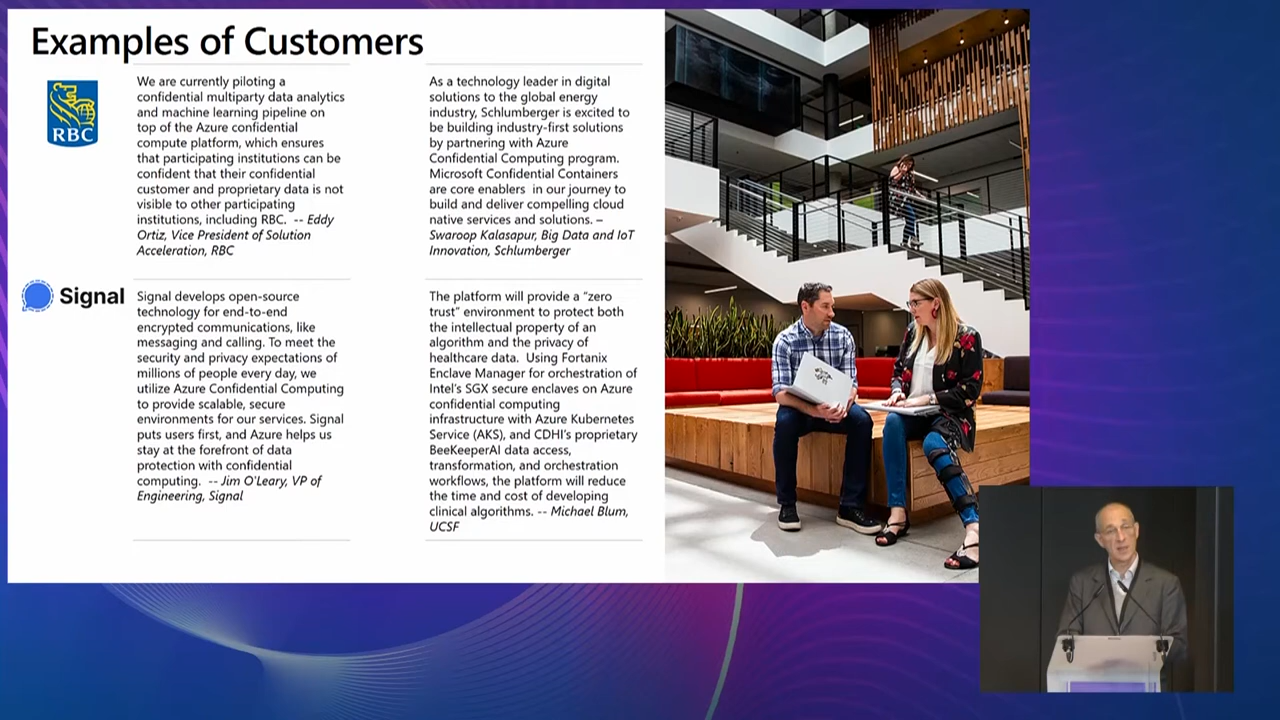 Examples of Customers
RBC
We are currently piloting a
confidential multiparty data analytics
and machine learning pipeline on
top of the Azure confidential
compute platform, which ensures
that participating institutions can be
confident that their confidential
customer and proprietary data is not
visible to other participating
institutions, including RBC.  -- Eddy
Ortiz, Vice President of Solution
Acceleration, RBC
As a technology leader in digital
solutions to the global energy
industry, Schlumberger is excited to
be building industry-first solutions
by partnering with Azure
Confidential Computing program.
Microsoft Confidential Containers
are core enablers  in our journey to
build and deliver compelling cloud
native services and solutions. –
Swaroop Kalasapur, Big Data and IoT
Innovation, Schlumberger
Signal
Signal develops open-source
technology for end-to-end
encrypted communications, like
messaging and calling. To meet the
security and privacy expectations of
millions of people every day, we
utilize Azure Confidential Computing
to provide scalable, secure
environments for our services. Signal
puts users first, and Azure helps us
stay at the forefront of data
protection with confidential
computing.  -- Jim O'Leary, VP of
Engineering, Signal
The platform will provide a “zero
trust” environment to protect both
the intellectual property of an
algorithm and the privacy of
healthcare data.  Using Fortanix
Enclave Manager for orchestration of
Intel’s SGX secure enclaves on Azure
confidential computing
infrastructure with Azure Kubernetes
Service (AKS), and CDHI’s proprietary
BeeKeeperAI data access,
transformation, and orchestration
workflows, the platform will reduce
the time and cost of developing
clinical algorithms. -- Michael Blum,
UCSF